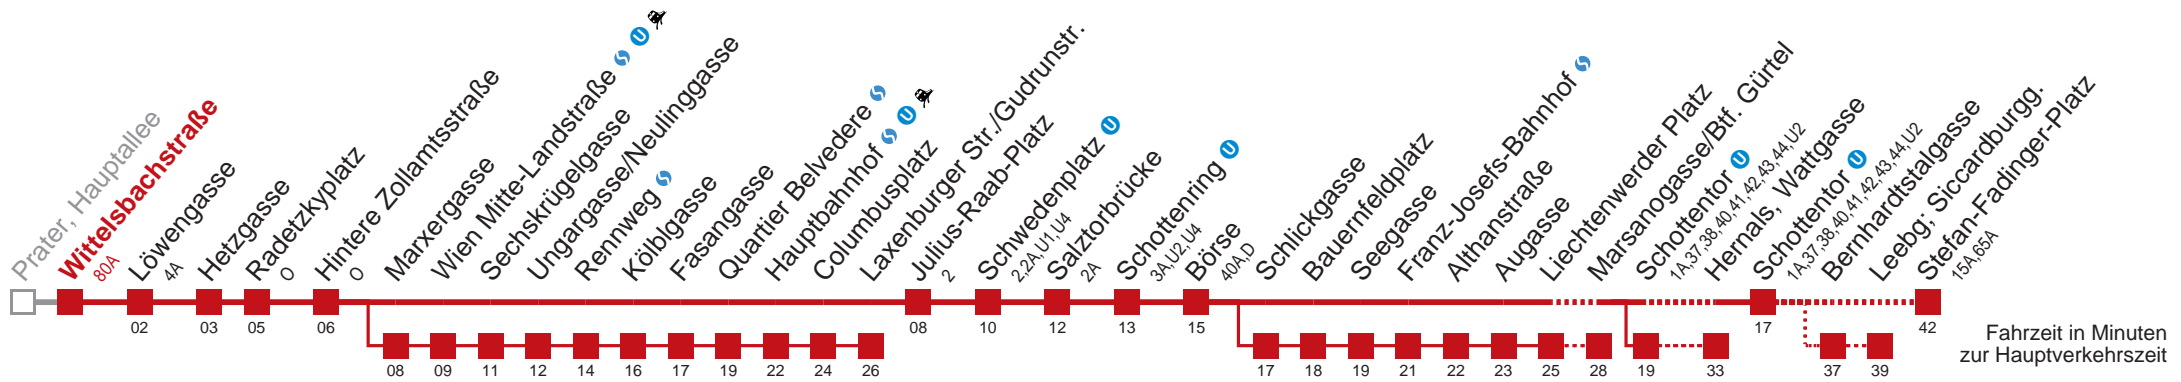 Prater, Hauptallee
Wittelsbachstraße
80A
Löwengasse
4A
Hetzgasse
Radetzkyplatz
O
Hintere Zollamtsstraße
O
Marxergasse
Wien Mitte-Landstraße S U
Sechskrügelgasse
Ungargasse/Neulinggasse
Rennweg S
Kölblgasse
Fasangasse
Quartier Belvedere S
Hauptbahnhof S U
Columbusplatz
Laxenburger Str./Gudrunstr.
Julius-Raab-Platz
2
Schwedenplatz U
2,2A,U1,U4
Salztorbrücke
2A
Schottenring U
3A,U2,U4
Börse
40A,D
Schlickgasse
Bauernfeldplatz
Seegasse
Franz-Josefs-Bahnhof S
Althanstraße
Augasse
Liechtenwerder Platz
Marsanogasse/Btf. Gürtel
Schottentor U
1A,37,38,40,41,42,43,44,U2
Hernals, Wattgasse
Schottentor U
1A,37,38,40,41,42,43,44,U2
Bernhardtstalgasse
Leebg; Siccardburgg.
Stefan-Fadinger-Platz
15A,65A
02 03 05 06 08 10 12 13 15 17 42
08 09 11 12 14 16 17 19 22 24 26 17 18 19 21 22 23 25 28 19 33 37 39
Fahrzeit in Minuten
zur Hauptverkehrszeit